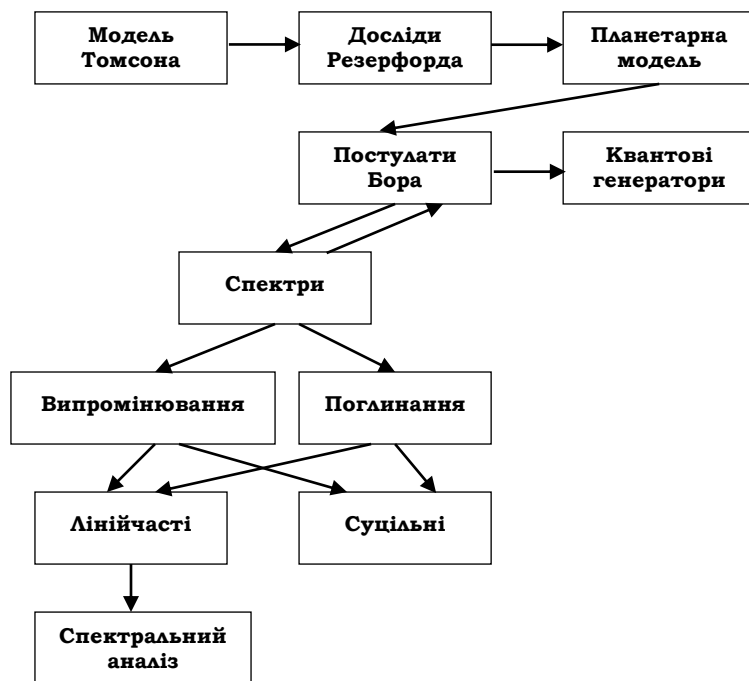 Модель
Томсона
Досліди
Резерфорда
Планетарна
модель
Постулати
Бора
Квантові
генератори
Спектри
Випромінювання
Поглинання
Лінійчасті
Суцільні
Спектральний
аналіз